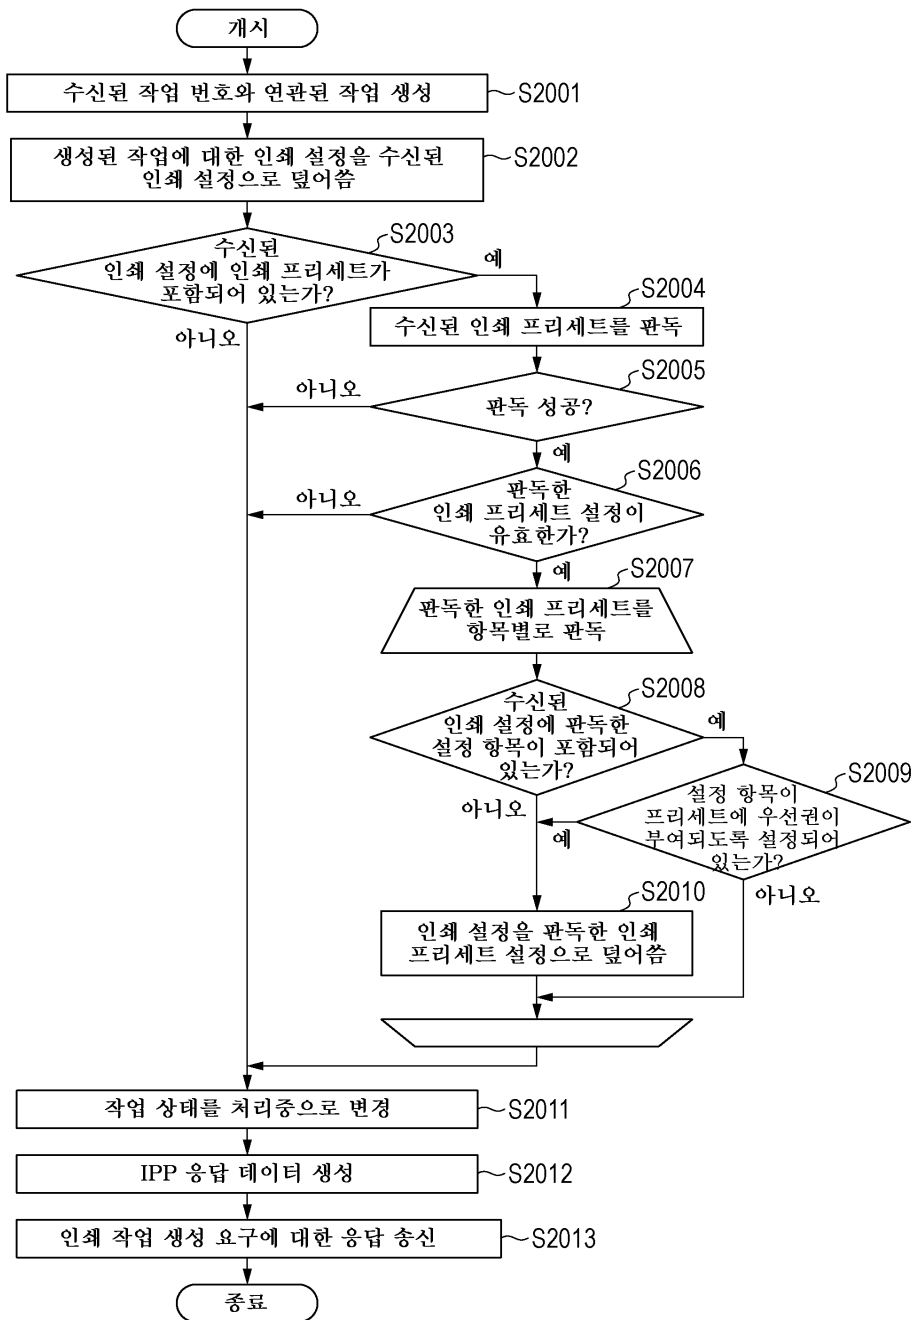 개시
수신된 작업 번호와 연관된 작업 생성
S2001
생성된 작업에 대한 인쇄 설정을 수신된
인쇄 설정으로 덮어씀
S2002
수신된
인쇄 설정에 인쇄 프리세트가
포함되어 있는가?
S2003
예
아니오
수신된 인쇄 프리세트를 판독
S2004
판독 성공?
S2005
아니오
예
판독한
인쇄 프리세트 설정이
유효한가?
S2006
아니오
예
판독한 인쇄 프리세트를
항목별로 판독
S2007
수신된
인쇄 설정에 판독한
설정 항목이 포함되어
있는가?
S2008
예
아니오
설정 항목이
프리세트에 우선권이
부여되도록 설정되어
있는가?
S2009
예
아니오
인쇄 설정을 판독한 인쇄
프리세트 설정으로 덮어씀
S2010
작업 상태를 처리중으로 변경
S2011
IPP 응답 데이터 생성
S2012
인쇄 작업 생성 요구에 대한 응답 송신
S2013
종료